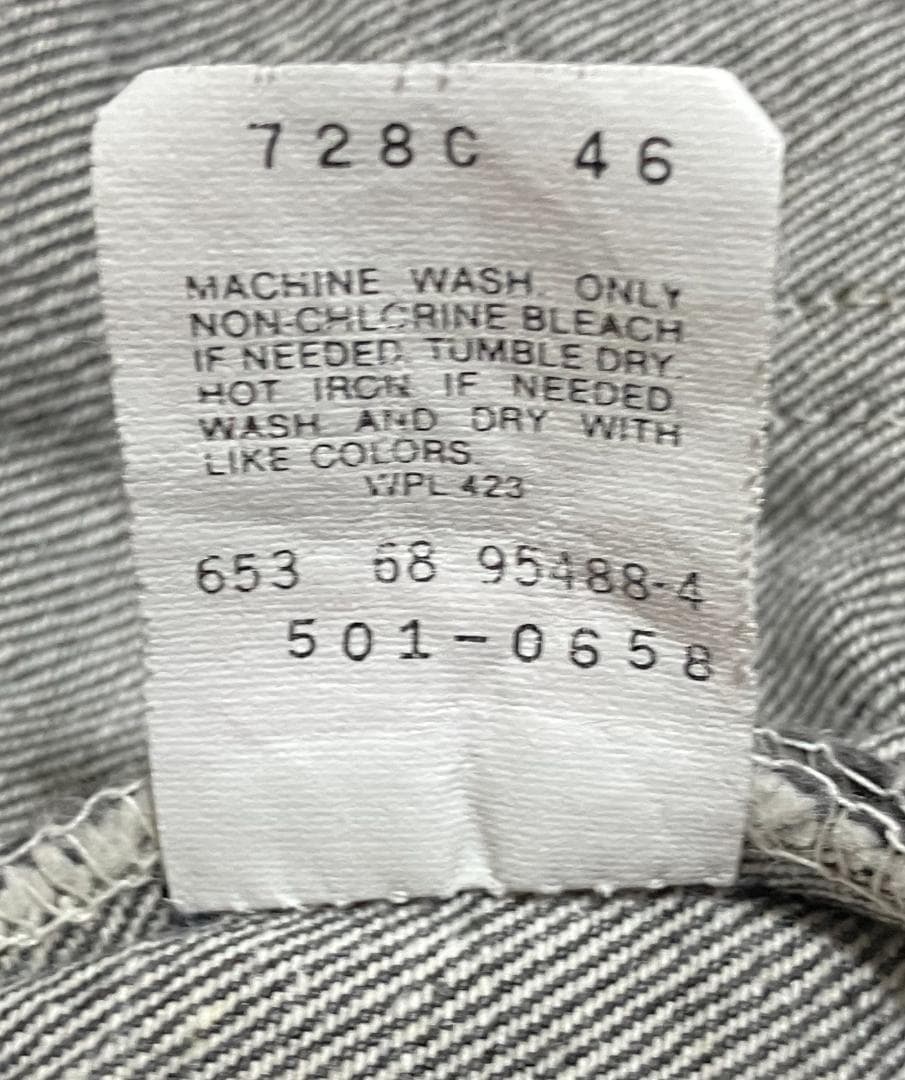 728C 46
MACHINE WASH. ONLY
NON-CHLORINE BLEACH
IF NEEDED. TUMBLE DRY.
HOT IRON IF NEEDED.
WASH AND DRY WITH
LIKE COLORS.
WPL 423
653 68 95488-4
501-0658